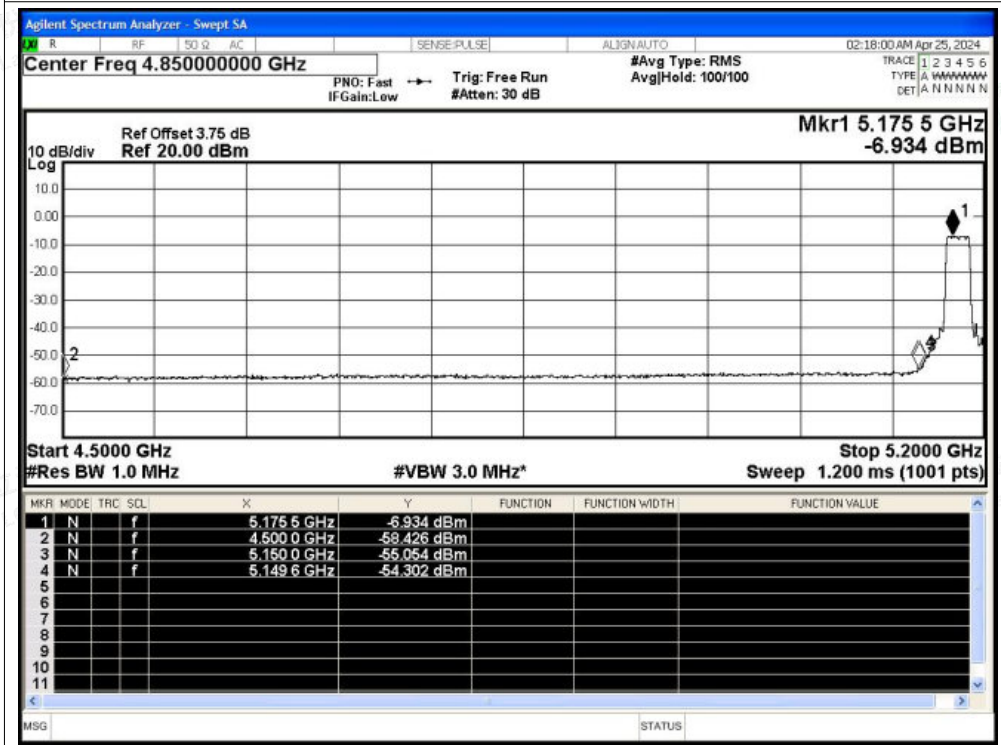 Agilent Spectrum Analyzer - Swept SA
LXI R RF 50 Ω AC SENSE:PULSE ALIGNAUTO 02:18:00 AM Apr 25, 2024
Center Freq 4.850000000 GHz #Avg Type: RMS TRACE 1 2 3 4 5 6
PNO: Fast Trig: Free Run Avg|Hold: 100/100 TYPE A WWWWW
IFGain:Low #Atten: 30 dB DET A N N N N N
Mkr1 5.175 5 GHz
Ref Offset 3.75 dB
10 dB/div Ref 20.00 dBm -6.934 dBm
Log
10.0
0.00
1
-10.0
-20.0
-30.0
-40.0
-50.0 2
-60.0
-70.0
Start 4.5000 GHz Stop 5.2000 GHz
#Res BW 1.0 MHz #VBW 3.0 MHz* Sweep 1.200 ms (1001 pts)
MKR MODE TRC SCL X Y FUNCTION FUNCTION WIDTH FUNCTION VALUE
1 N f 5.175 5 GHz -6.934 dBm
2 N f 4.500 0 GHz -58.426 dBm
3 N f 5.150 0 GHz -55.054 dBm
4 N f 5.149 6 GHz -54.302 dBm
5
6
7
8
9
10
11
MSG STATUS